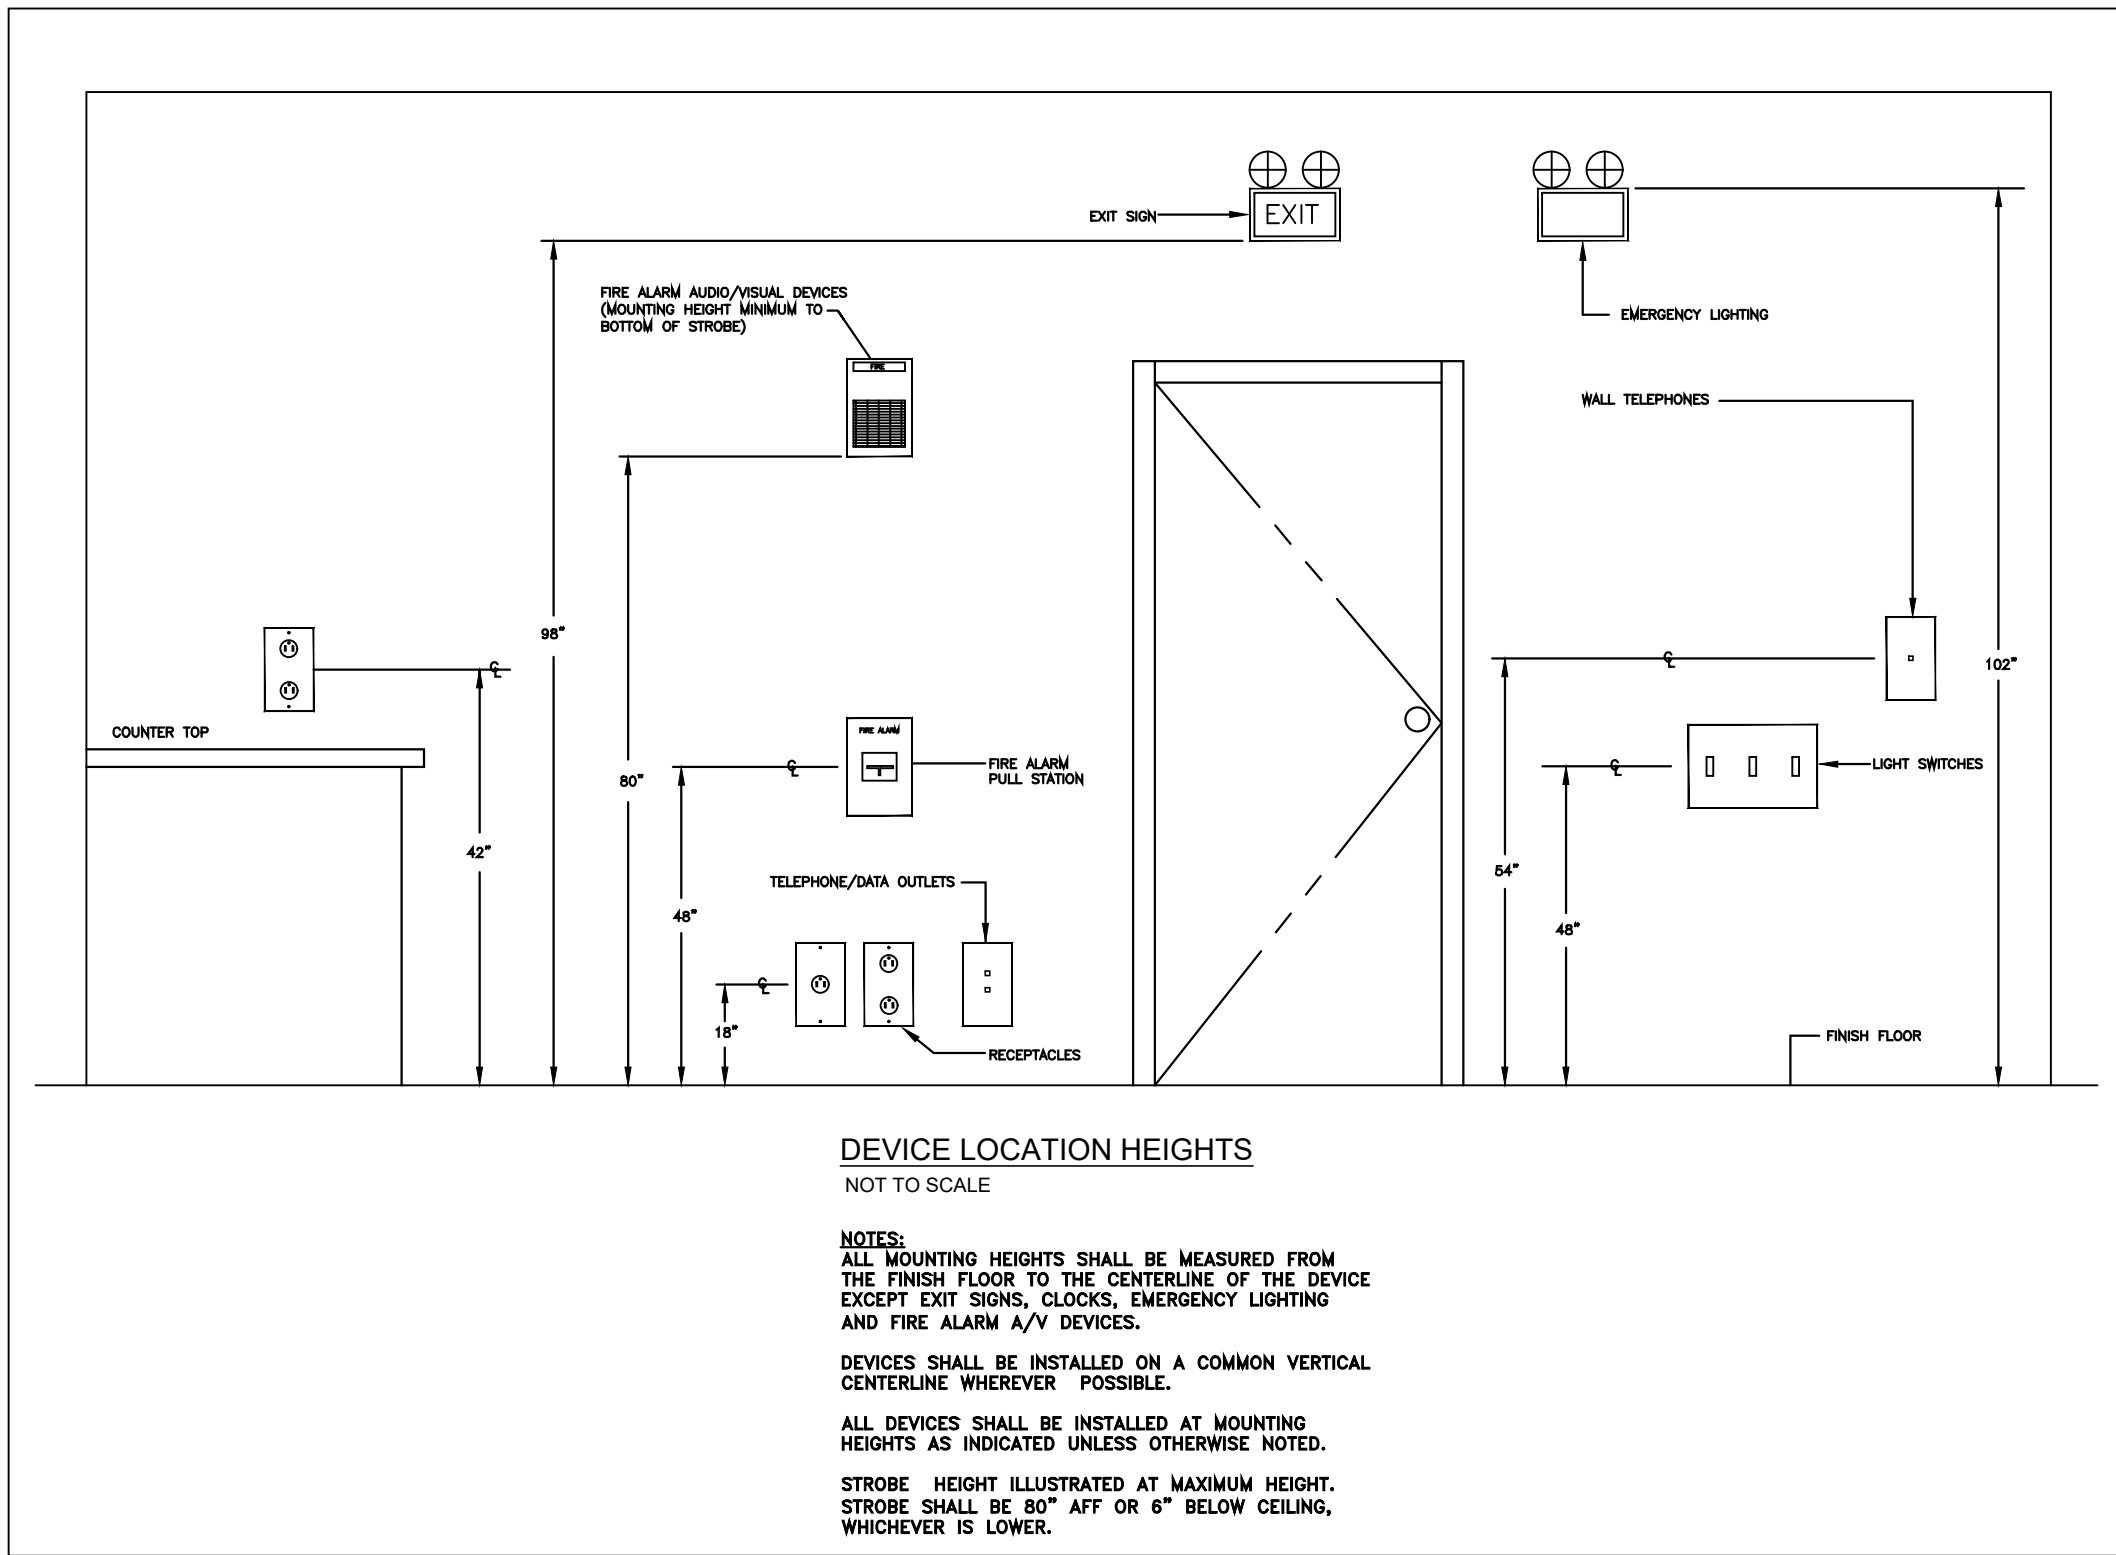 EXIT SIGN
EXIT
FIRE ALARM AUDIO/VISUAL DEVICES
(MOUNTING HEIGHT MINIMUM TO
BOTTOM OF STROBE)
EMERGENCY LIGHTING
FIRE
WALL TELEPHONES
98"
℄
℄
102"
COUNTER TOP
FIRE ALARM
℄
FIRE ALARM
PULL STATION
℄
LIGHT SWITCHES
80"
42"
54"
TELEPHONE/DATA OUTLETS
48"
48"
℄
18"
RECEPTACLES
FINISH FLOOR
DEVICE LOCATION HEIGHTS
NOT TO SCALE
NOTES:
ALL MOUNTING HEIGHTS SHALL BE MEASURED FROM
THE FINISH FLOOR TO THE CENTERLINE OF THE DEVICE
EXCEPT EXIT SIGNS, CLOCKS, EMERGENCY LIGHTING
AND FIRE ALARM A/V DEVICES.
DEVICES SHALL BE INSTALLED ON A COMMON VERTICAL
CENTERLINE WHEREVER POSSIBLE.
ALL DEVICES SHALL BE INSTALLED AT MOUNTING
HEIGHTS AS INDICATED UNLESS OTHERWISE NOTED.
STROBE HEIGHT ILLUSTRATED AT MAXIMUM HEIGHT.
STROBE SHALL BE 80" AFF OR 6" BELOW CEILING,
WHICHEVER IS LOWER.